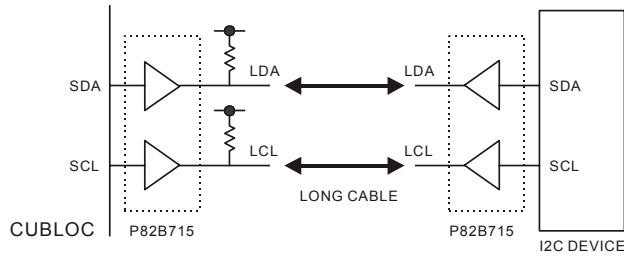 SDA LDA LDA SDA
SCL LCL LCL SCL
LONG CABLE
CUBLOC P82B715 P82B715 I2C DEVICE